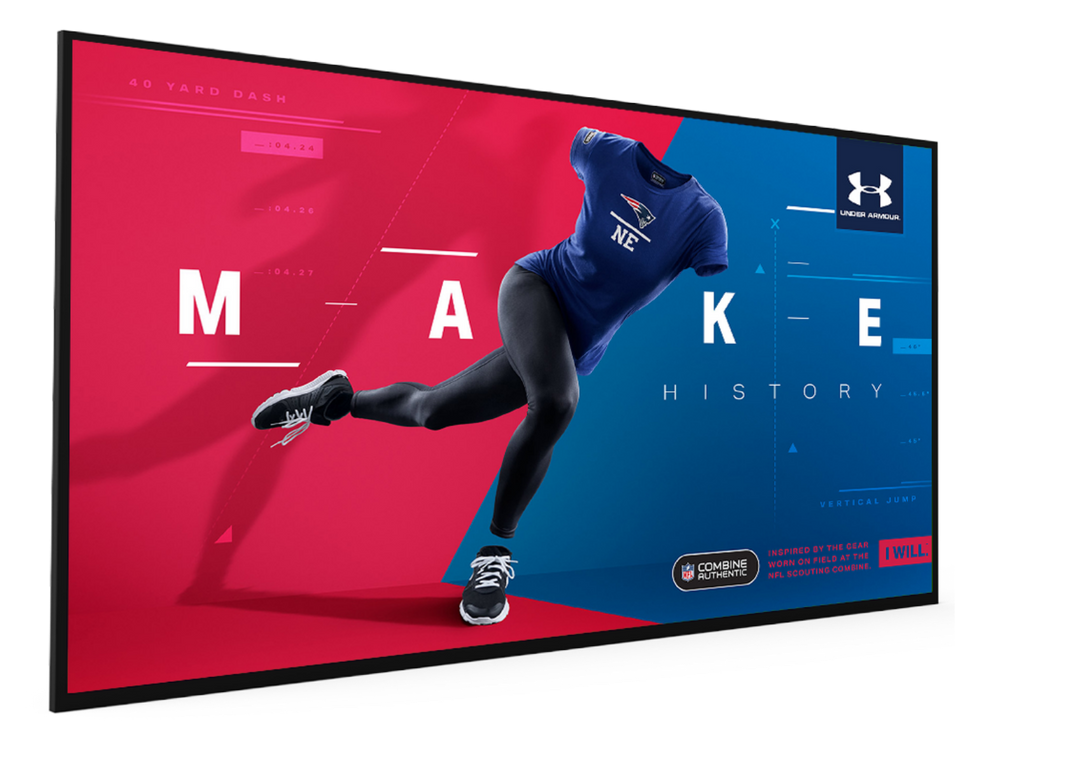 40 YARD DASH
—:04.24
—:04.26
—:04.27
M A K E
HISTORY
NE
UNDER ARMOUR.
X
VERTICAL JUMP
NFL
COMBINE
AUTHENTIC
INSPIRED BY THE GEAR
WORN ON FIELD AT THE
NFL SCOUTING COMBINE.
I WILL.